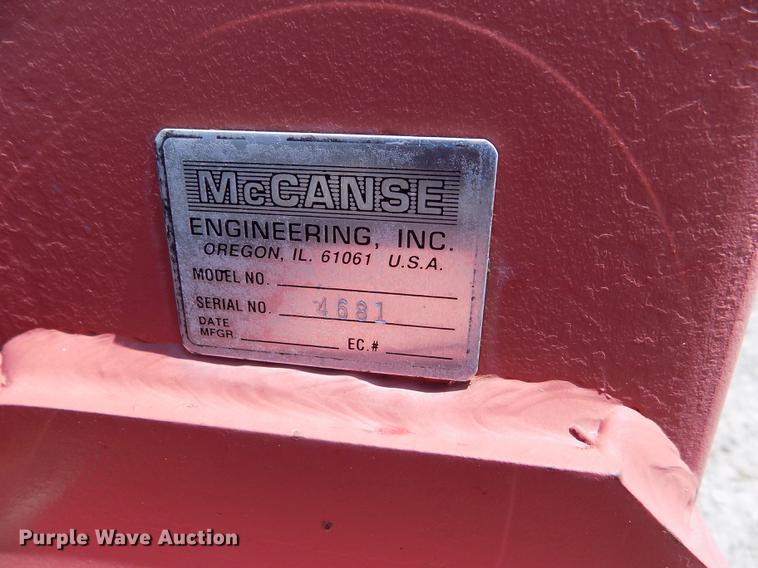 McCANSE
ENGINEERING, INC.
OREGON, IL. 61061 U.S.A.
MODEL NO.
SERIAL NO. 4681
DATE
MFGR. EC.#
Purple Wave Auction